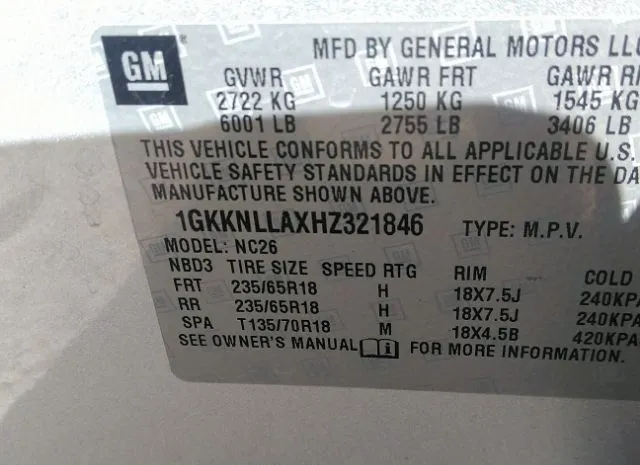 GM
MFD BY GENERAL MOTORS LLC
GVWR GAWR FRT GAWR
2722 KG 1250 KG 1545 KG
6001 LB 2755 LB 3406 LB
THIS VEHICLE CONFORMS TO ALL APPLICABLE U.S.
VEHICLE SAFETY STANDARDS IN EFFECT ON THE
MANUFACTURE SHOWN ABOVE.
1GKKNLLAXHZ321846 TYPE: M.P.V.
MODEL: NC26
NBD3 TIRE SIZE SPEED RTG RIM COLD
FRT 235/65R18 H 18X7.5J 240KPA
RR 235/65R18 H 18X7.5J 240KPA
SPA T135/70R18 M 18X4.5B 420KPA
SEE OWNER'S MANUAL i FOR MORE INFORMATION.